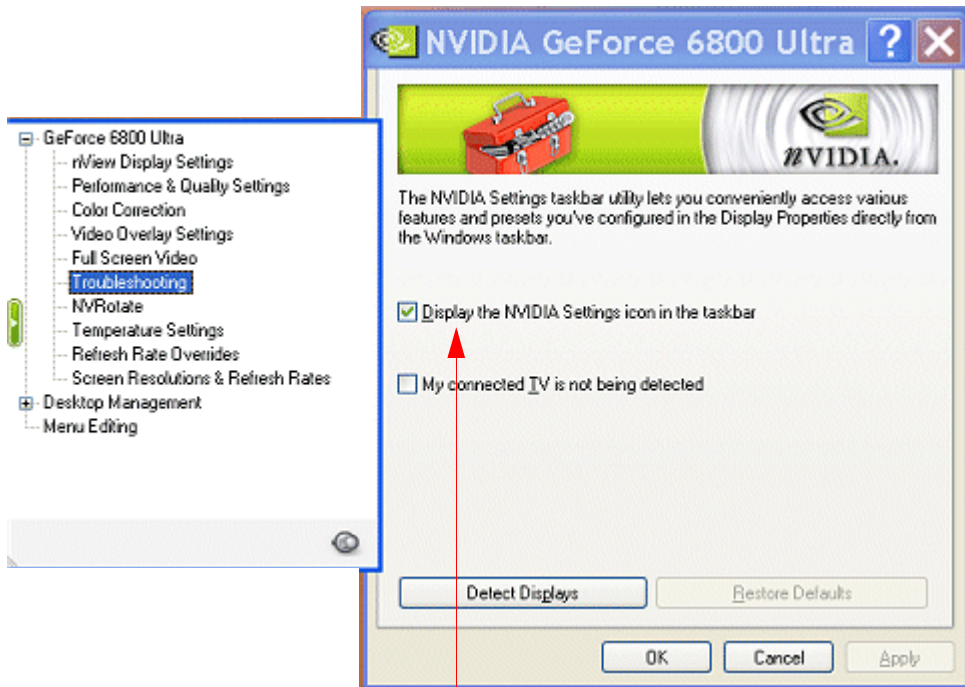 NVIDIA GeForce 6800 Ultra
nVIDIA.
GeForce 6800 Ultra
nView Display Settings
Performance & Quality Settings
Color Correction
Video Overlay Settings
Full Screen Video
Troubleshooting
NVRotate
Temperature Settings
Refresh Rate Overrides
Screen Resolutions & Refresh Rates
Desktop Management
Menu Editing
The NVIDIA Settings taskbar utility lets you conveniently access various
features and presets you've configured in the Display Properties directly from
the Windows taskbar.
Display the NVIDIA Settings icon in the taskbar
My connected TV is not being detected
Detect Displays
Restore Defaults
OK
Cancel
Apply